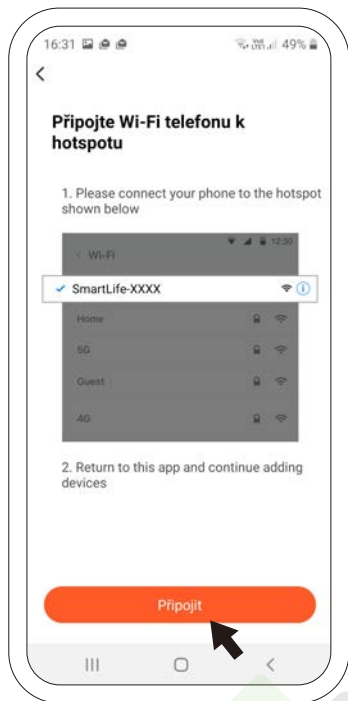 16:31 49%
Připojte Wi-Fi telefonu k
hotspotu
1. Please connect your phone to the hotspot
shown below
12:30
Wi-Fi
SmartLife-XXXX
Home
5G
Guest
4G
2. Return to this app and continue adding
devices
Připojit